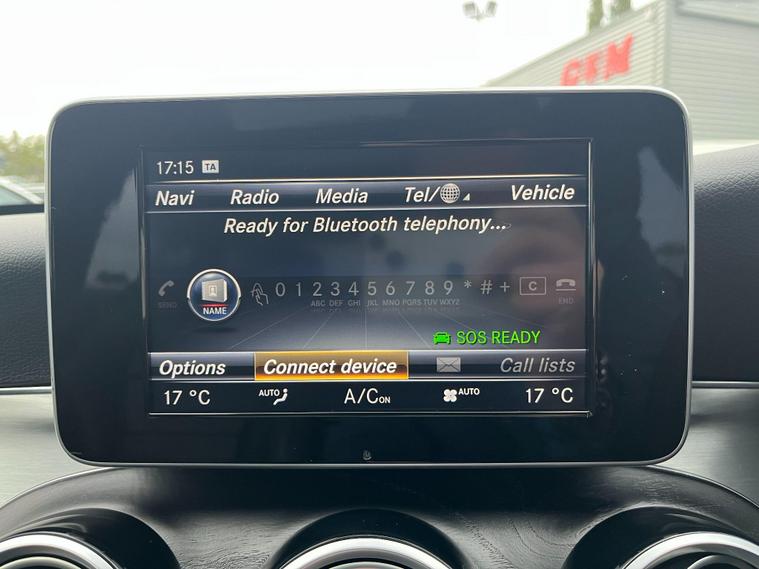 GEM
17:15 TA
Navi Radio Media Tel/ Vehicle
Ready for Bluetooth telephony...
SEND NAME 0 1 2 3 4 5 6 7 8 9 * # + C END
ABC DEF GHI JKL MNO PQRS TUV WXYZ
SOS READY
Options Connect device Call lists
17 °C AUTO A/C ON AUTO 17 °C